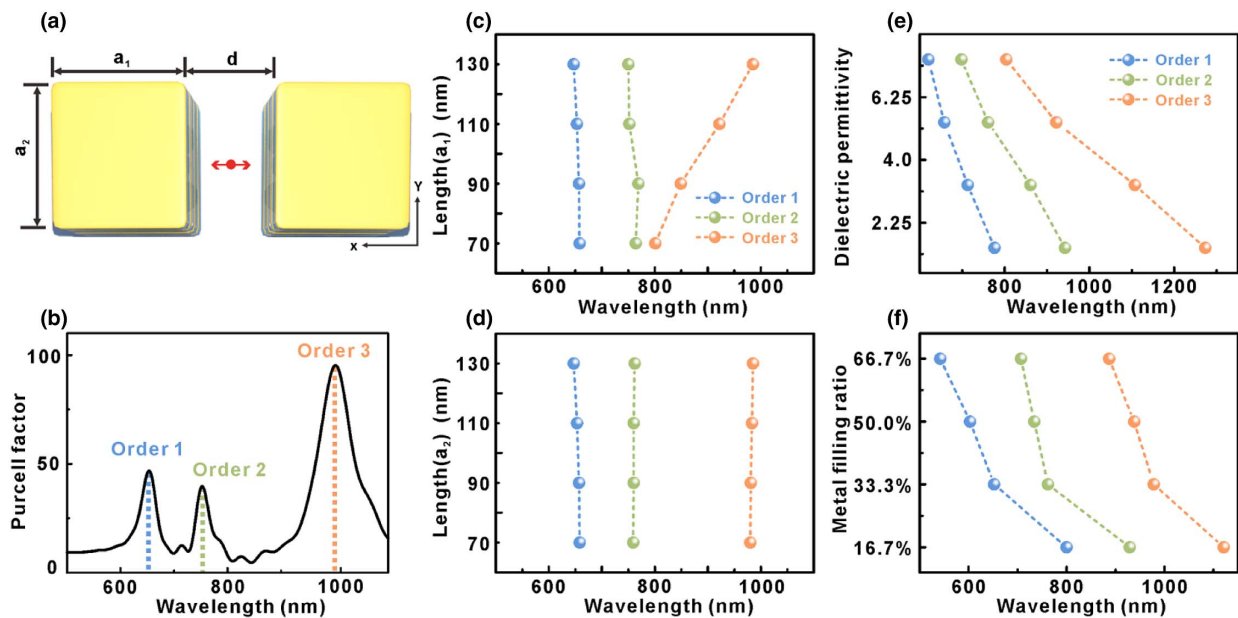 (a)
a1
d
a2
Y
x
(b)
100
50
0
Purcell factor
Order 1
Order 2
Order 3
600
800
1000
Wavelength (nm)
(c)
130
110
90
70
Length(a1) (nm)
Order 1
Order 2
Order 3
600
800
1000
Wavelength (nm)
(d)
130
110
90
70
Length(a2) (nm)
600
800
1000
Wavelength (nm)
(e)
6.25
4.0
2.25
Dielectric permittivity
Order 1
Order 2
Order 3
800
1000
1200
Wavelength (nm)
(f)
66.7%
50.0%
33.3%
16.7%
Metal filling ratio
600
800
1000
Wavelength (nm)